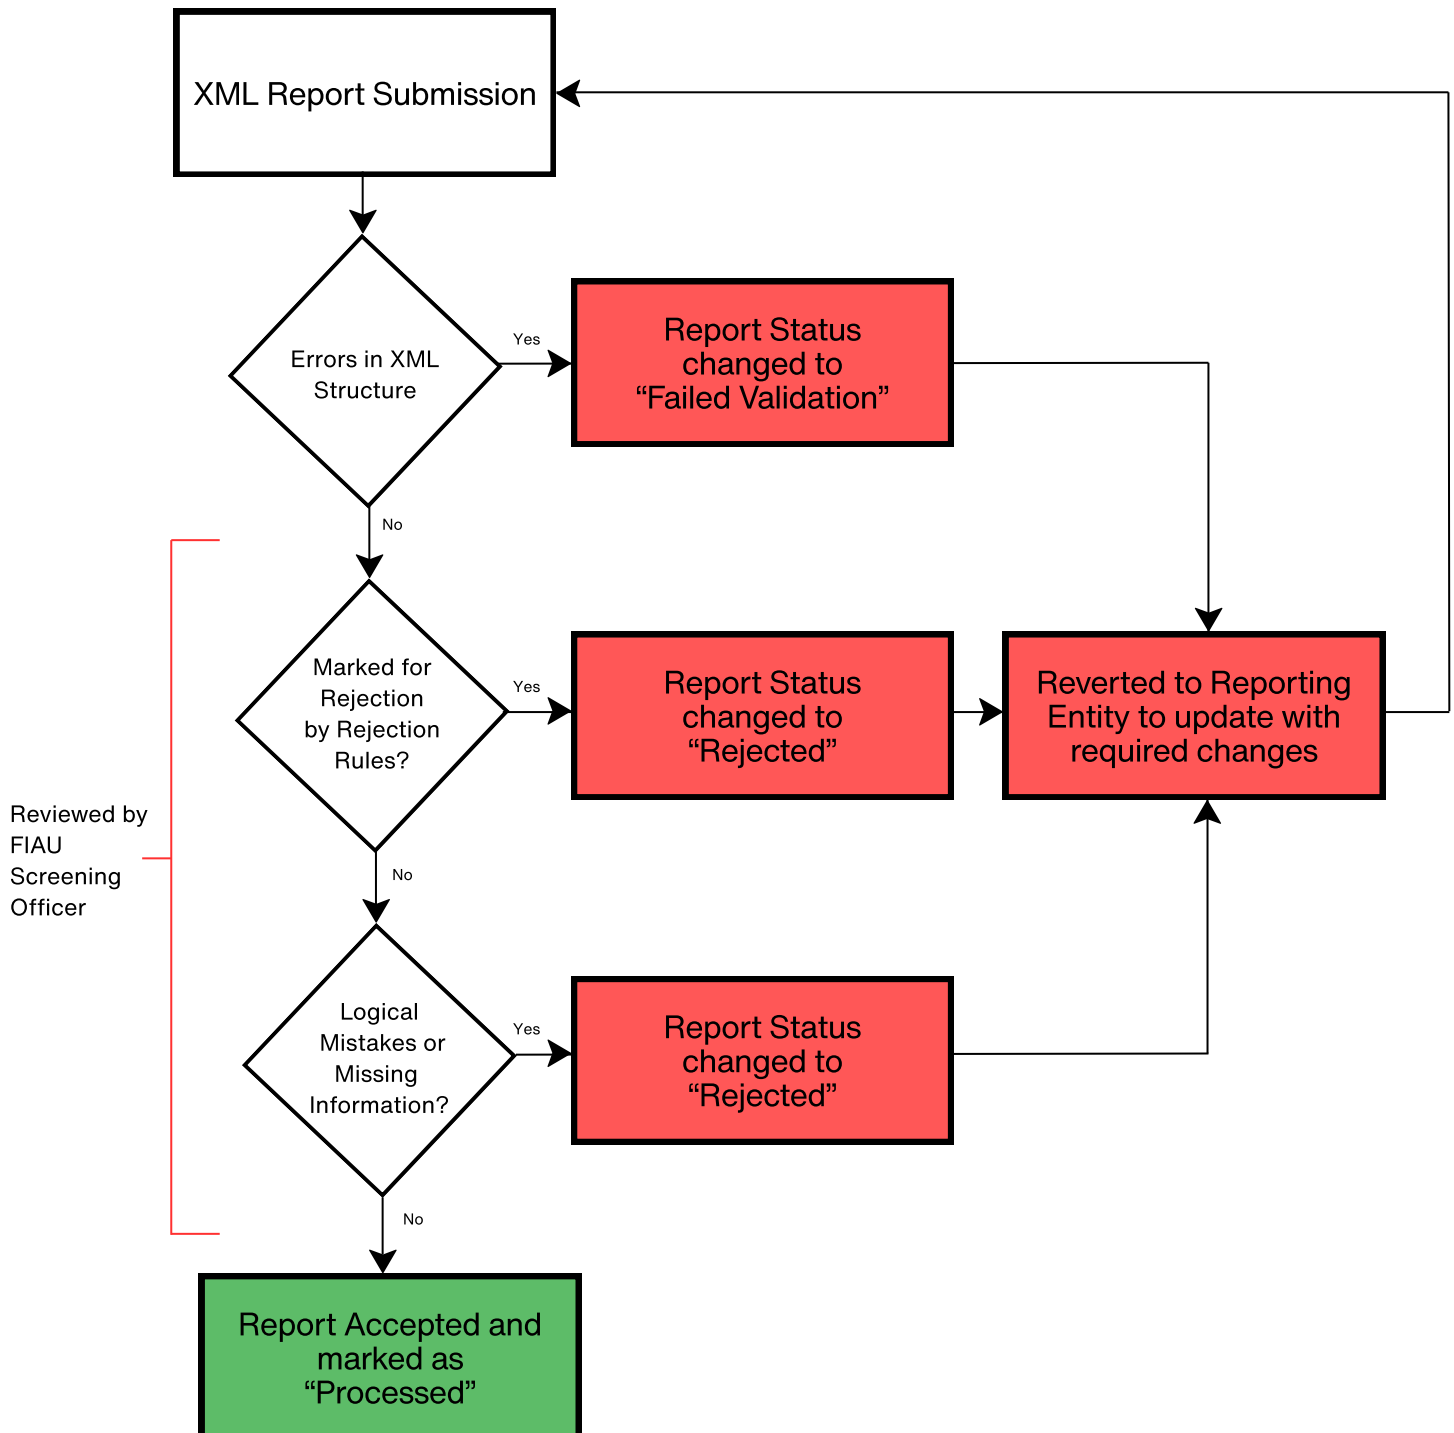 XML Report Submission
Errors in XML
Structure
Yes
Report Status
changed to
“Failed Validation”
No
Marked for
Rejection
by Rejection
Rules?
Yes
Report Status
changed to
“Rejected”
Reverted to Reporting
Entity to update with
required changes
Reviewed by
FIAU
Screening
Officer
No
Logical
Mistakes or
Missing
Information?
Yes
Report Status
changed to
“Rejected”
No
Report Accepted and
marked as
“Processed”